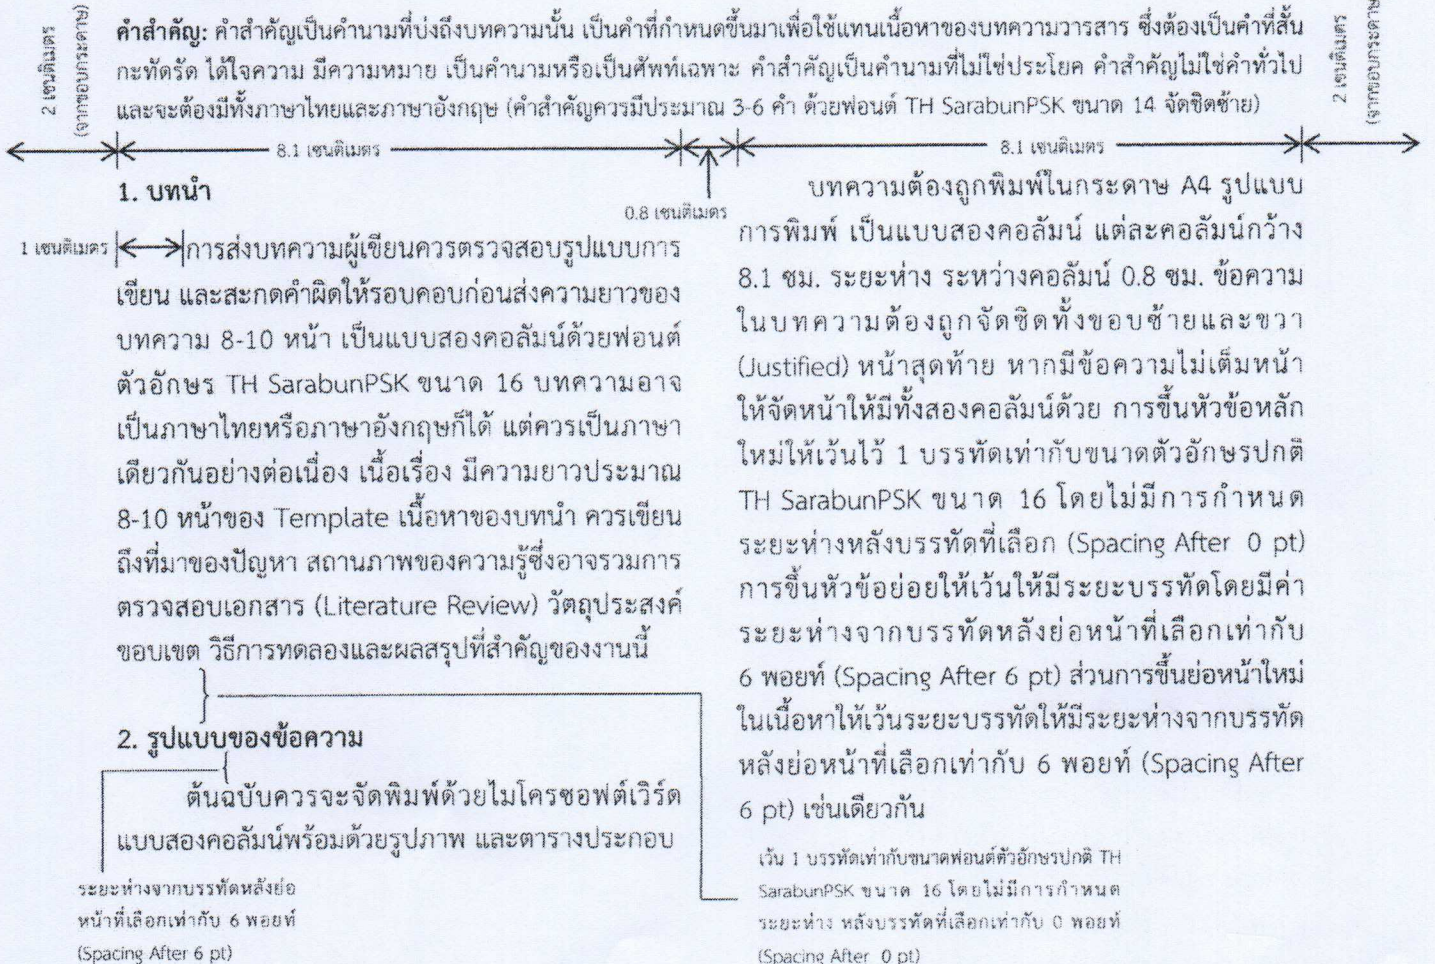 2 เซนติเมตร
(จากขอบกระดาษ)
คำสำคัญ: คำสำคัญเป็นคำนามที่บ่งถึงบทความนั้น เป็นคำที่กำหนดขึ้นมาเพื่อใช้แทนเนื้อหาของบทความวารสาร ซึ่งต้องเป็นคำที่สั้น
กะทัดรัด ได้ใจความ มีความหมาย เป็นคำนามหรือเป็นศัพท์เฉพาะ คำสำคัญเป็นคำนามที่ไม่ใช่ประโยค คำสำคัญไม่ใช่คำทั่วไป
และจะต้องมีทั้งภาษาไทยและภาษาอังกฤษ (คำสำคัญควรมีประมาณ 3-6 คำ ด้วยฟอนต์ TH SarabunPSK ขนาด 14 จัดชิดซ้าย)
2 เซนติเมตร
(จากขอบกระดาษ)
8.1 เซนติเมตร
8.1 เซนติเมตร
0.8 เซนติเมตร
1. บทนำ
1 เซนติเมตร
การส่งบทความผู้เขียนควรตรวจสอบรูปแบบการ
เขียน และสะกดคำผิดให้รอบคอบก่อนส่งความยาวของ
บทความ 8-10 หน้า เป็นแบบสองคอลัมน์ด้วยฟอนต์
ตัวอักษร TH SarabunPSK ขนาด 16 บทความอาจ
เป็นภาษาไทยหรือภาษาอังกฤษก็ได้ แต่ควรเป็นภาษา
เดียวกันอย่างต่อเนื่อง เนื้อเรื่อง มีความยาวประมาณ
8-10 หน้าของ Template เนื้อหาของบทนำ ควรเขียน
ถึงที่มาของปัญหา สถานภาพของความรู้ซึ่งอาจรวมการ
ตรวจสอบเอกสาร (Literature Review) วัตถุประสงค์
ขอบเขต วิธีการทดลองและผลสรุปที่สำคัญของงานนี้
2. รูปแบบของข้อความ
ต้นฉบับควรจะจัดพิมพ์ด้วยไมโครซอฟต์เวิร์ด
แบบสองคอลัมน์พร้อมด้วยรูปภาพ และตารางประกอบ
ระยะห่างจากบรรทัดหลังย่อ
หน้าที่เลือกเท่ากับ 6 พอยท์
(Spacing After 6 pt)
บทความต้องถูกพิมพ์ในกระดาษ A4 รูปแบบ
การพิมพ์ เป็นแบบสองคอลัมน์ แต่ละคอลัมน์กว้าง
8.1 ซม. ระยะห่าง ระหว่างคอลัมน์ 0.8 ซม. ข้อความ
ในบทความต้องถูกจัดชิดทั้งขอบซ้ายและขวา
(Justified) หน้าสุดท้าย หากมีข้อความไม่เต็มหน้า
ให้จัดหน้าให้มีทั้งสองคอลัมน์ด้วย การขึ้นหัวข้อหลัก
ใหม่ให้เว้นไว้ 1 บรรทัดเท่ากับขนาดตัวอักษรปกติ
TH SarabunPSK ขนาด 16 โดยไม่มีการกำหนด
ระยะห่างหลังบรรทัดที่เลือก (Spacing After 0 pt)
การขึ้นหัวข้อย่อยให้เว้นให้มีระยะบรรทัดโดยมีค่า
ระยะห่างจากบรรทัดหลังย่อหน้าที่เลือกเท่ากับ
6 พอยท์ (Spacing After 6 pt) ส่วนการขึ้นย่อหน้าใหม่
ในเนื้อหาให้เว้นระยะบรรทัดให้มีระยะห่างจากบรรทัด
หลังย่อหน้าที่เลือกเท่ากับ 6 พอยท์ (Spacing After
6 pt) เช่นเดียวกัน
เว้น 1 บรรทัดเท่ากับขนาดฟอนต์ตัวอักษรปกติ TH
SarabunPSK ขนาด 16 โดยไม่มีการกำหนด
ระยะห่าง หลังบรรทัดที่เลือกเท่ากับ 0 พอยท์
(Spacing After 0 pt)